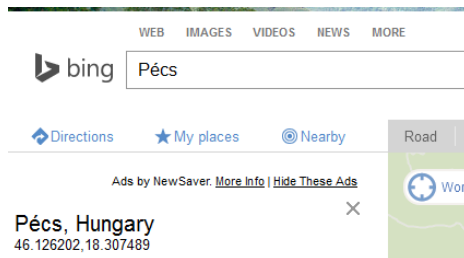 WEB IMAGES VIDEOS NEWS MORE
bing Pécs
Directions My places Nearby Road
Ads by NewSaver. More Info | Hide These Ads
Pécs, Hungary
46.126202,18.307489